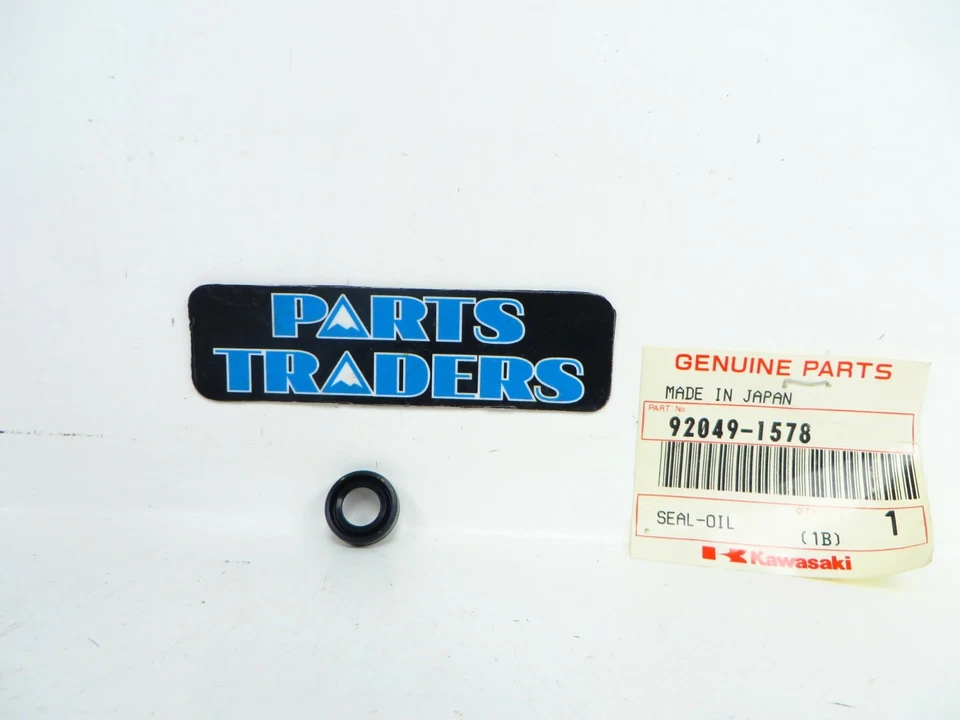 PARTS
TRADERS
GENUINE PARTS
MADE IN JAPAN
PART No.
92049-1578
SEAL-OIL
1
(1B)
Kawasaki